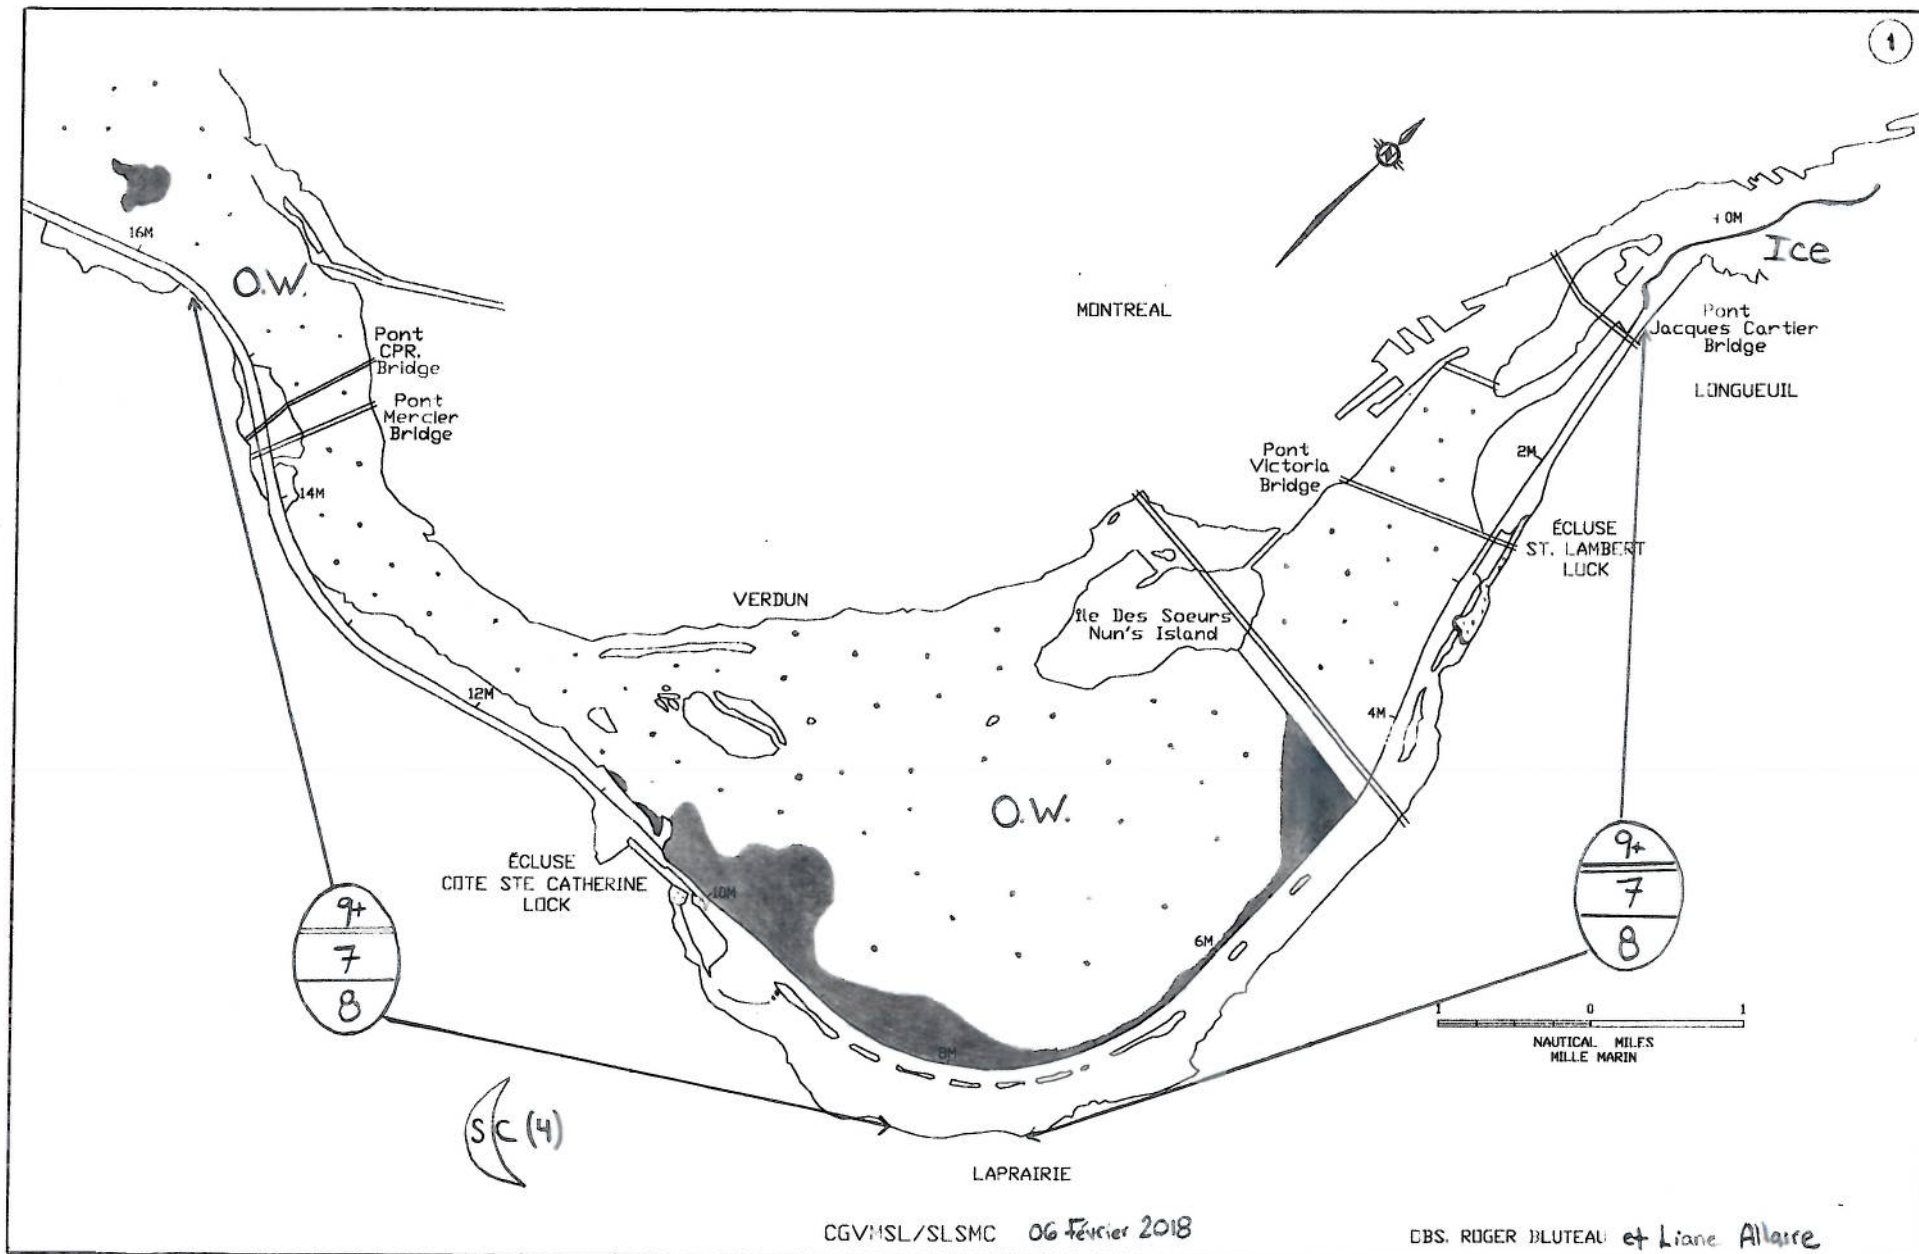 1
16M
O.W.
Pont
CPR.
Bridge
Pont
Mercier
Bridge
14M
MONTREAL
0M
Ice
Pont
Jacques Cartier
Bridge
LONGUEUIL
2M
Pont
Victoria
Bridge
ÉCLUSE
ST. LAMBERT
LOCK
VERDUN
Île Des Soeurs
Nun's Island
12M
4M
O.W.
ÉCLUSE
COTE STE CATHERINE
LOCK
10M
9+
7
8
9+
7
8
6M
8M
1 0 1
NAUTICAL MILES
MILLE MARIN
S C (4)
LAPRAIRIE
CGVMSL/SLSMC 06 Février 2018
OBS. ROGER BLUTEAU et Liane Allaire